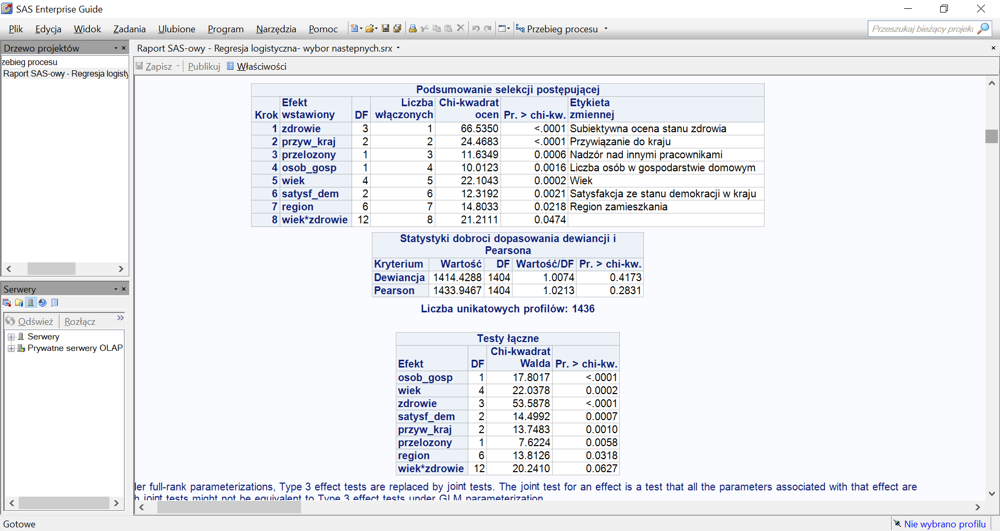 SAS Enterprise Guide
Plik Edycja Widok Zadania Ulubione Program Narzędzia Pomoc Przebieg procesu Przeszukaj bieżący projekt
Drzewo projektów
zebieg procesu
Raport SAS-owy - Regresja logisty
Raport SAS-owy - Regresja logistyczna- wybor nastepnych.srx
Zapisz Publikuj Właściwości
Podsumowanie selekcji postępującej
Krok Efekt wstawiony DF Liczba włączonych Chi-kwadrat ocen Pr. > chi-kw. Etykieta zmiennej
1 zdrowie 3 1 66.5350 <.0001 Subiektywna ocena stanu zdrowia
2 przyw_kraj 2 2 24.4683 <.0001 Przywiązanie do kraju
3 przelozony 1 3 11.6349 0.0006 Nadzór nad innymi pracownikami
4 osob_gosp 1 4 10.0123 0.0016 Liczba osób w gospodarstwie domowym
5 wiek 4 5 22.1043 0.0002 Wiek
6 satysf_dem 2 6 12.3192 0.0021 Satysfakcja ze stanu demokracji w kraju
7 region 6 7 14.8033 0.0218 Region zamieszkania
8 wiek*zdrowie 12 8 21.2111 0.0474
Statystyki dobroci dopasowania dewiancji i
Pearsona
Kryterium Wartość DF Wartość/DF Pr. > chi-kw.
Dewiancja 1414.4288 1404 1.0074 0.4173
Pearson 1433.9467 1404 1.0213 0.2831
Liczba unikatowych profilów: 1436
Testy łączne
Efekt DF Chi-kwadrat Walda Pr. > chi-kw.
osob_gosp 1 17.8017 <.0001
wiek 4 22.0378 0.0002
zdrowie 3 53.5878 <.0001
satysf_dem 2 14.4992 0.0007
przyw_kraj 2 13.7483 0.0010
przelozony 1 7.6224 0.0058
region 6 13.8126 0.0318
wiek*zdrowie 12 20.2410 0.0627
ler full-rank parameterizations, Type 3 effect tests are replaced by joint tests. The joint test for an effect is a test that all the parameters associated with that effect are
h joint tests might not be equivalent to Type 3 effect tests under GLM parameterization.
Serwery
Odśwież Rozłącz »
Serwery
Prywatne serwery OLAP
Gotowe
Nie wybrano profilu